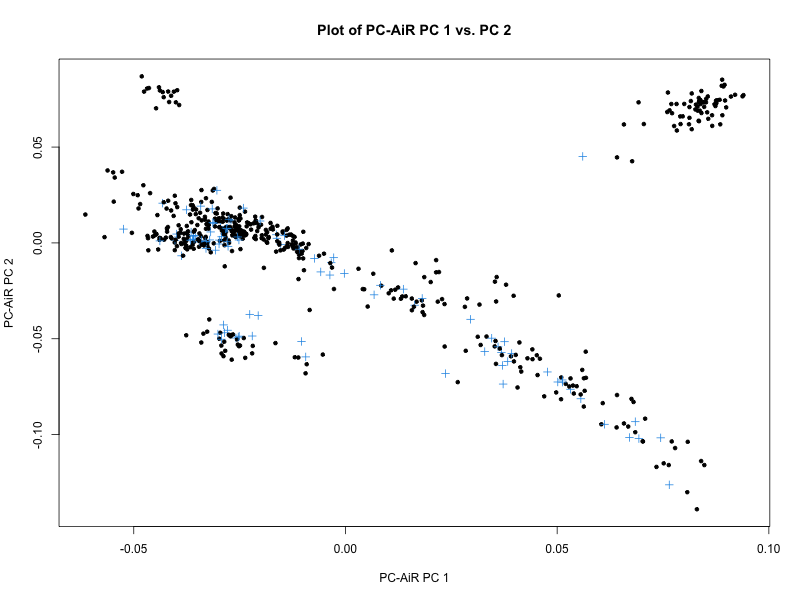 Plot of PC-AiR PC 1 vs. PC 2
0.05
0.00
-0.05
-0.10
PC-AiR PC 2
-0.05 0.00 0.05 0.10
PC-AiR PC 1